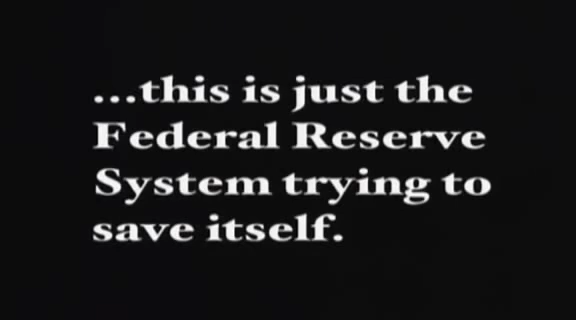 ...this is just the
Federal Reserve
System trying to
save itself.